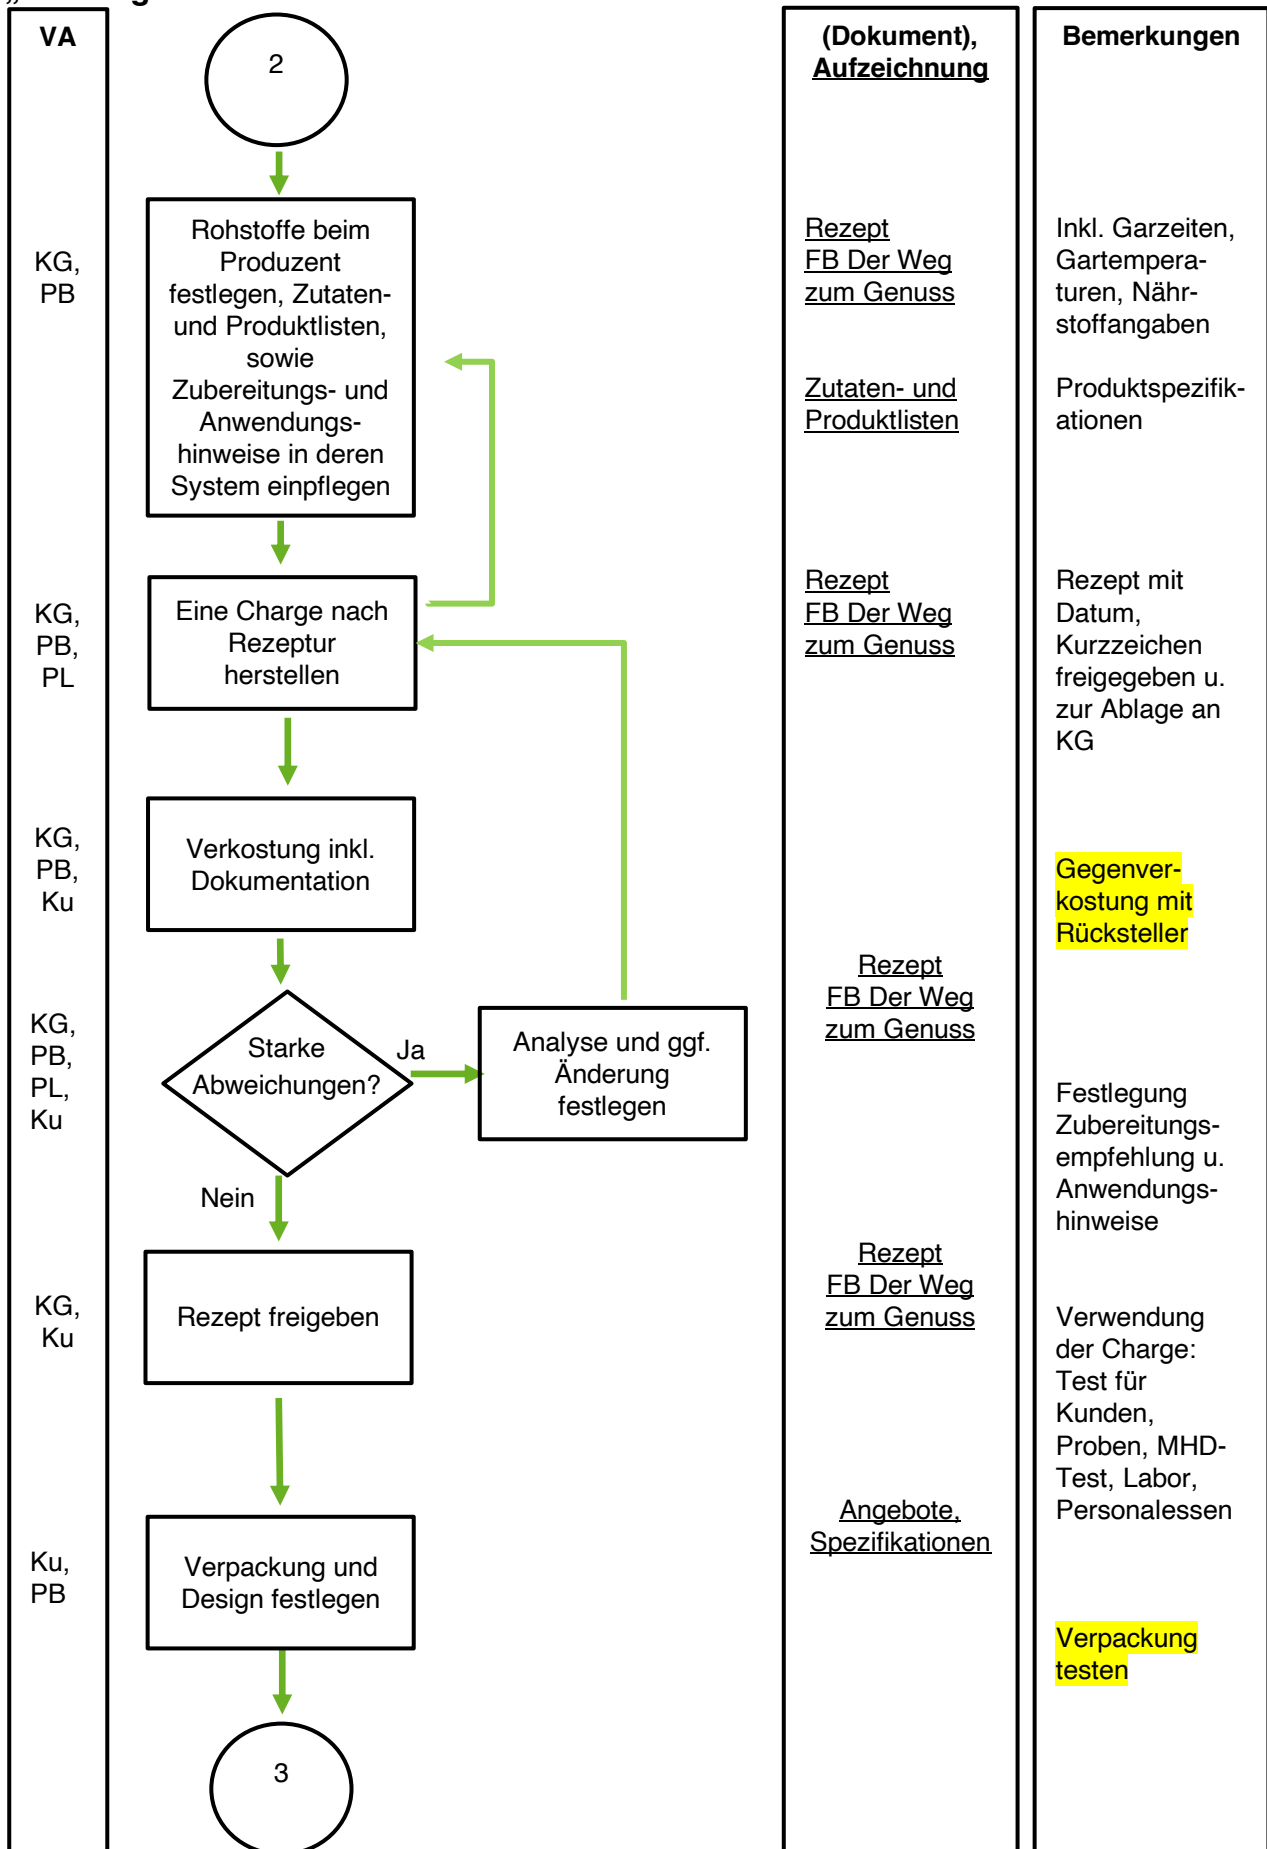 VA
2
(Dokument),
Aufzeichnung
Bemerkungen
KG,
PB
Rohstoffe beim
Produzent
festlegen, Zutaten-
und Produktlisten,
sowie
Zubereitungs- und
Anwendungs-
hinweise in deren
System einpflegen
Rezept
FB Der Weg
zum Genuss
Zutaten- und
Produktlisten
Inkl. Garzeiten,
Gartempera-
turen, Nähr-
stoffangaben
Produktspezifik-
ationen
KG,
PB,
PL
Eine Charge nach
Rezeptur
herstellen
Rezept
FB Der Weg
zum Genuss
Rezept mit
Datum,
Kurzzeichen
freigegeben u.
zur Ablage an
KG
KG,
PB,
Ku
Verkostung inkl.
Dokumentation
Gegenver-
kostung mit
Rücksteller
KG,
PB,
PL,
Ku
Starke
Abweichungen?
Ja
Analyse und ggf.
Änderung
festlegen
Rezept
FB Der Weg
zum Genuss
Festlegung
Zubereitungs-
empfehlung u.
Anwendungs-
hinweise
Nein
KG,
Ku
Rezept freigeben
Rezept
FB Der Weg
zum Genuss
Verwendung
der Charge:
Test für
Kunden,
Proben, MHD-
Test, Labor,
Personalessen
Ku,
PB
Verpackung und
Design festlegen
Angebote,
Spezifikationen
Verpackung
testen
3